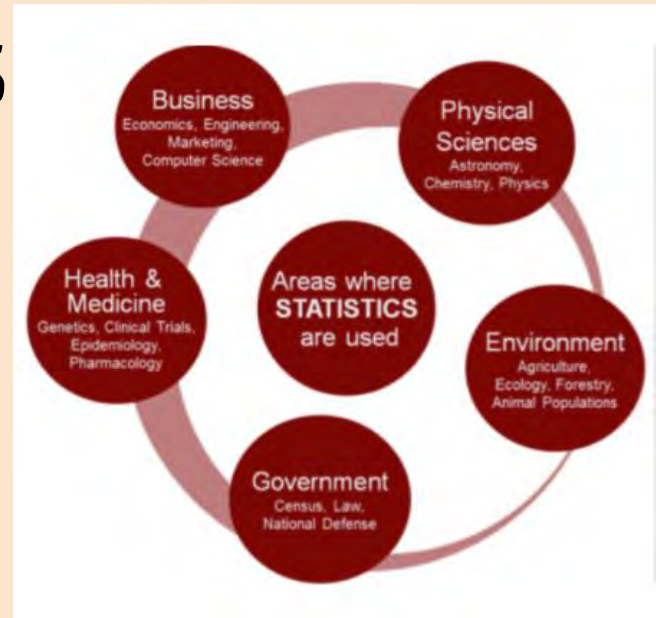 Business
Economics, Engineering,
Marketing,
Computer Science
Physical
Sciences
Astronomy,
Chemistry, Physics
Health &
Medicine
Genetics, Clinical Trials,
Epidemiology,
Pharmacology
Areas where
STATISTICS
are used
Environment
Agriculture,
Ecology, Forestry,
Animal Populations
Government
Census, Law,
National Defense